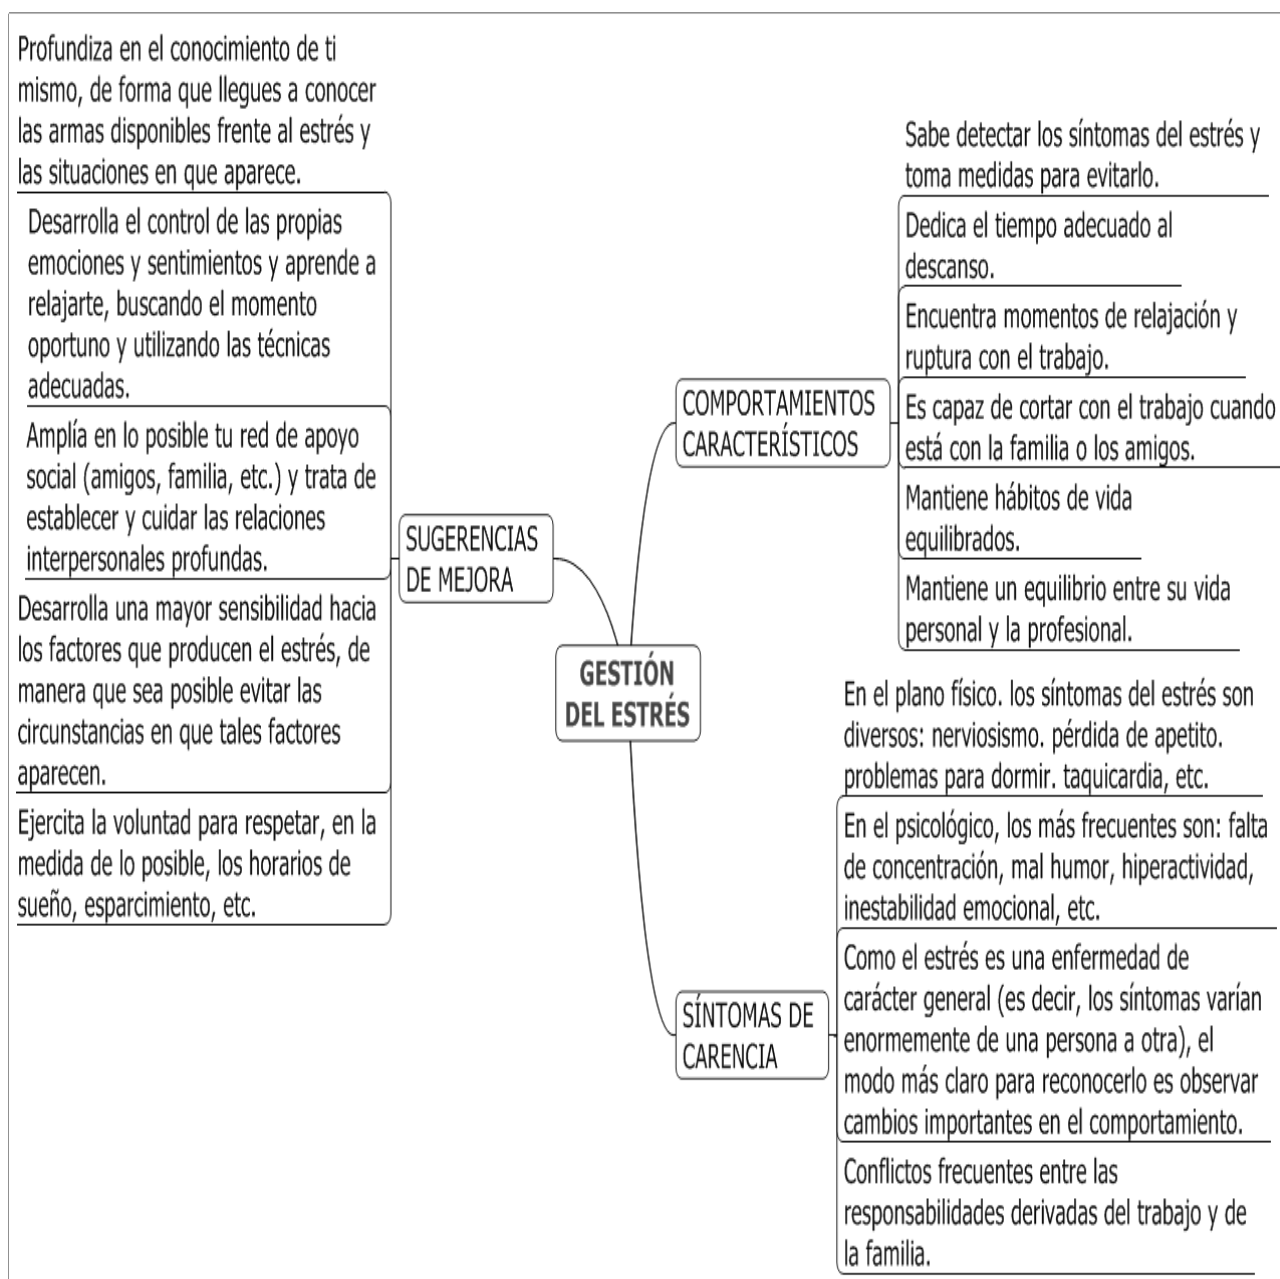 Profundiza en el conocimiento de ti
mismo, de forma que llegues a conocer
las armas disponibles frente al estrés y
las situaciones en que aparece.
Desarrolla el control de las propias
emociones y sentimientos y aprende a
relajarte, buscando el momento
oportuno y utilizando las técnicas
adecuadas.
Amplía en lo posible tu red de apoyo
social (amigos, familia, etc.) y trata de
establecer y cuidar las relaciones
interpersonales profundas.
Desarrolla una mayor sensibilidad hacia
los factores que producen el estrés, de
manera que sea posible evitar las
circunstancias en que tales factores
aparecen.
Ejercita la voluntad para respetar, en la
medida de lo posible, los horarios de
sueño, esparcimiento, etc.
SUGERENCIAS
DE MEJORA
GESTIÓN
DEL ESTRÉS
COMPORTAMIENTOS
CARACTERÍSTICOS
Sabe detectar los síntomas del estrés y
toma medidas para evitarlo.
Dedica el tiempo adecuado al
descanso.
Encuentra momentos de relajación y
ruptura con el trabajo.
Es capaz de cortar con el trabajo cuando
está con la familia o los amigos.
Mantiene hábitos de vida
equilibrados.
Mantiene un equilibrio entre su vida
personal y la profesional.
SÍNTOMAS DE
CARENCIA
En el plano físico. los síntomas del estrés son
diversos: nerviosismo. pérdida de apetito.
problemas para dormir. taquicardia, etc.
En el psicológico, los más frecuentes son: falta
de concentración, mal humor, hiperactividad,
inestabilidad emocional, etc.
Como el estrés es una enfermedad de
carácter general (es decir, los síntomas varían
enormemente de una persona a otra), el
modo más claro para reconocerlo es observar
cambios importantes en el comportamiento.
Conflictos frecuentes entre las
responsabilidades derivadas del trabajo y de
la familia.